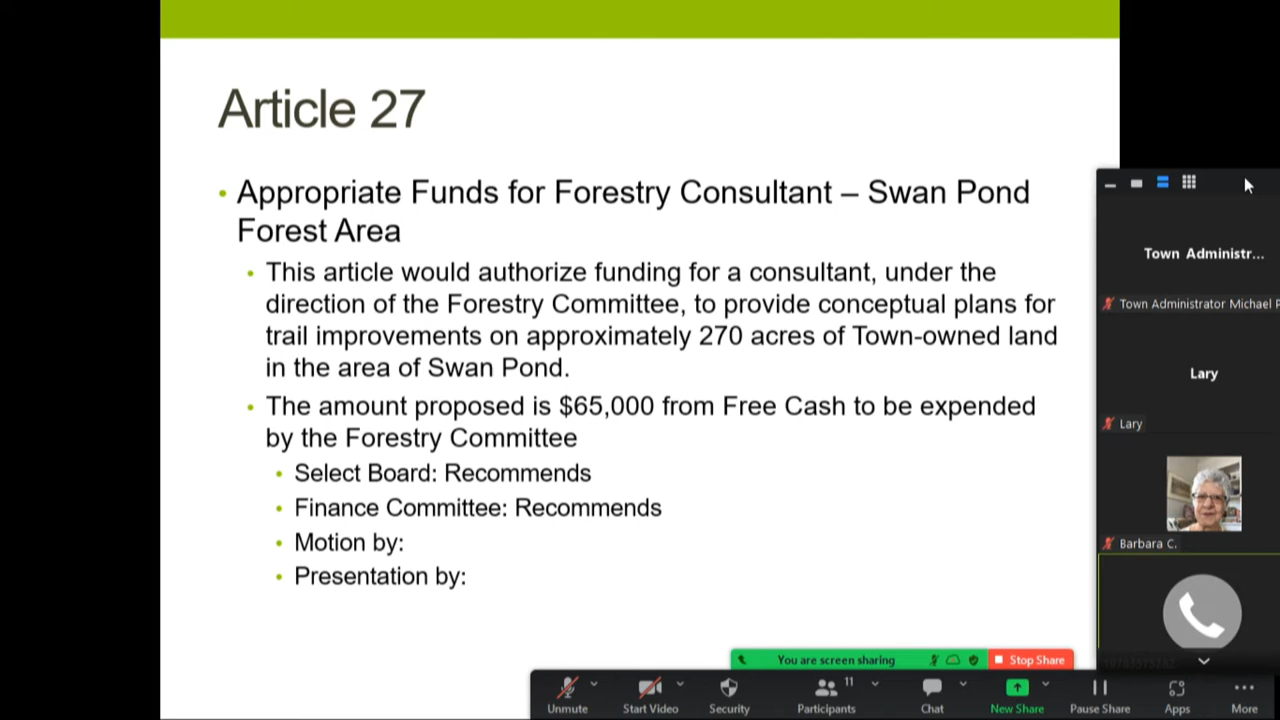 Article 27
• Appropriate Funds for Forestry Consultant – Swan Pond
Forest Area
• This article would authorize funding for a consultant, under the
direction of the Forestry Committee, to provide conceptual plans for
trail improvements on approximately 270 acres of Town-owned land
in the area of Swan Pond.
• The amount proposed is $65,000 from Free Cash to be expended
by the Forestry Committee
• Select Board: Recommends
• Finance Committee: Recommends
• Motion by:
• Presentation by:
Town Administr...
Town Administrator Michael P
Lary
Lary
Barbara C.
You are screen sharing
Stop Share
Unmute
Start Video
Security
Participants
11
Chat
New Share
Pause Share
Apps
More